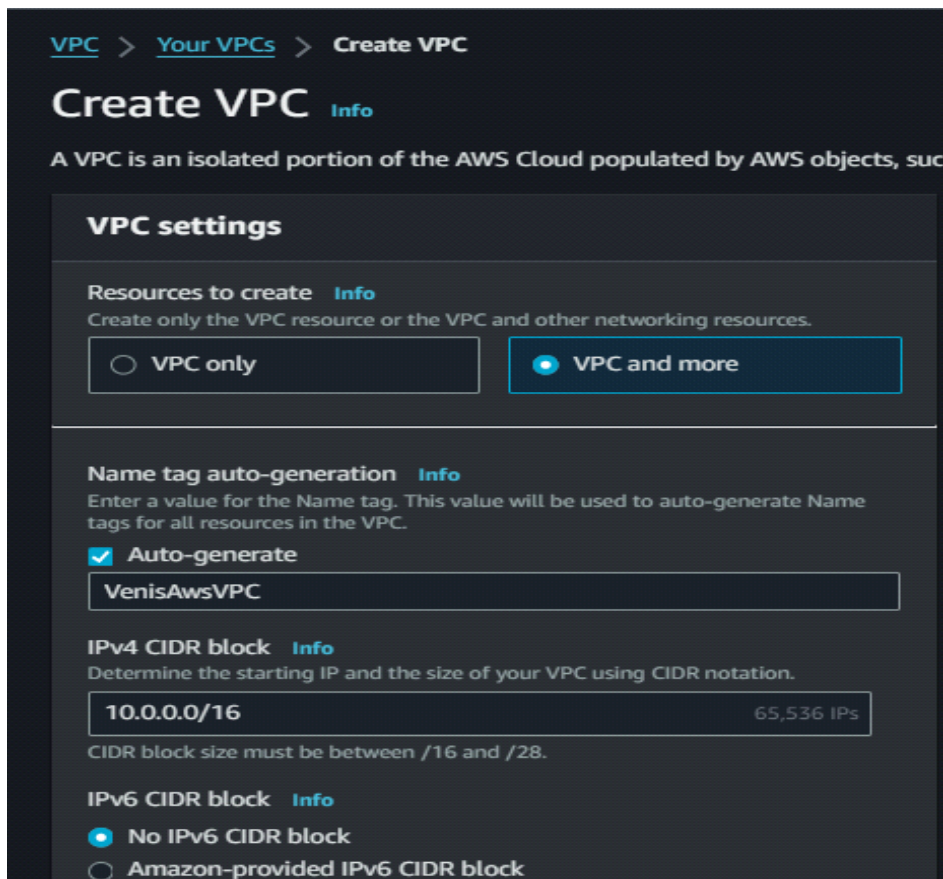 VPC > Your VPCs > Create VPC
Create VPC Info
A VPC is an isolated portion of the AWS Cloud populated by AWS objects, suc
VPC settings
Resources to create Info
Create only the VPC resource or the VPC and other networking resources.
VPC only
VPC and more
Name tag auto-generation Info
Enter a value for the Name tag. This value will be used to auto-generate Name
tags for all resources in the VPC.
Auto-generate
VenisAwsVPC
IPv4 CIDR block Info
Determine the starting IP and the size of your VPC using CIDR notation.
10.0.0.0/16 65,536 IPs
CIDR block size must be between /16 and /28.
IPv6 CIDR block Info
No IPv6 CIDR block
Amazon-provided IPv6 CIDR block